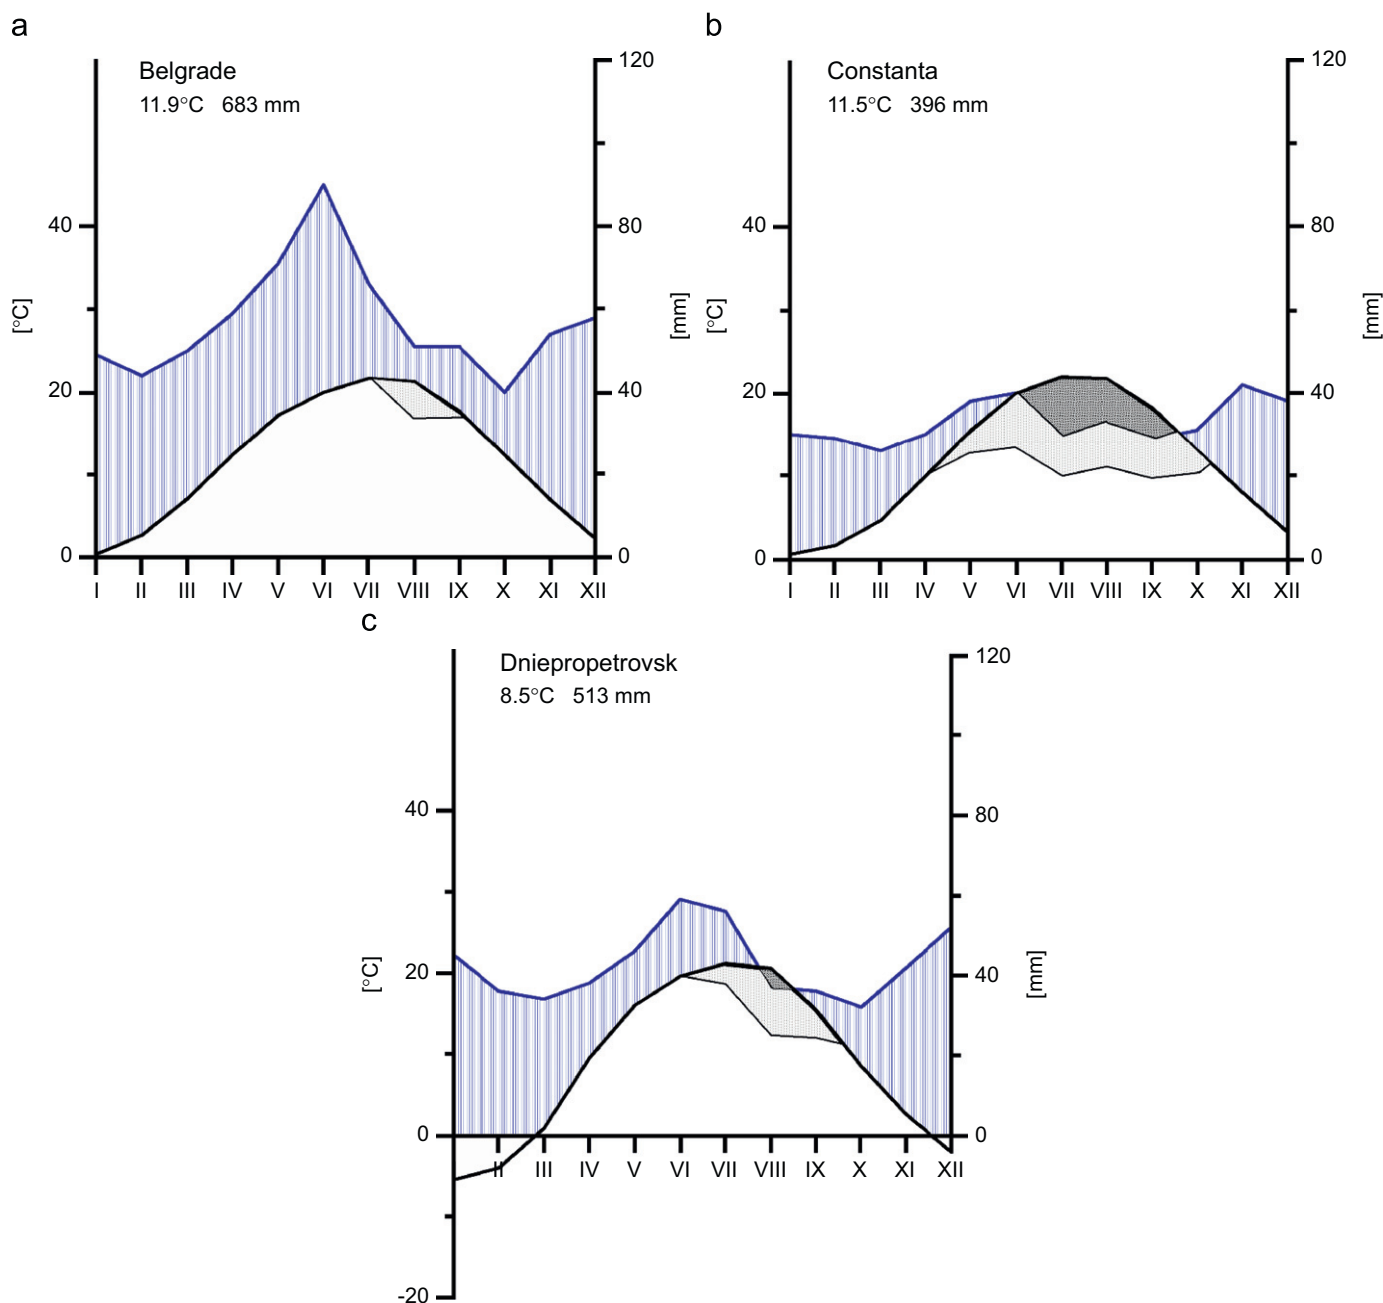 a
Belgrade
11.9°C 683 mm
120
40
80
[°C]
[mm]
20
40
0
0
I II III IV V VI VII VIII IX X XI XII
b
Constanta
11.5°C 396 mm
120
40
80
[°C]
[mm]
20
40
0
0
I II III IV V VI VII VIII IX X XI XII
c
Dniepropetrovsk
8.5°C 513 mm
120
40
80
[°C]
[mm]
20
40
0
0
II III IV V VI VII VIII IX X XI XII
-20